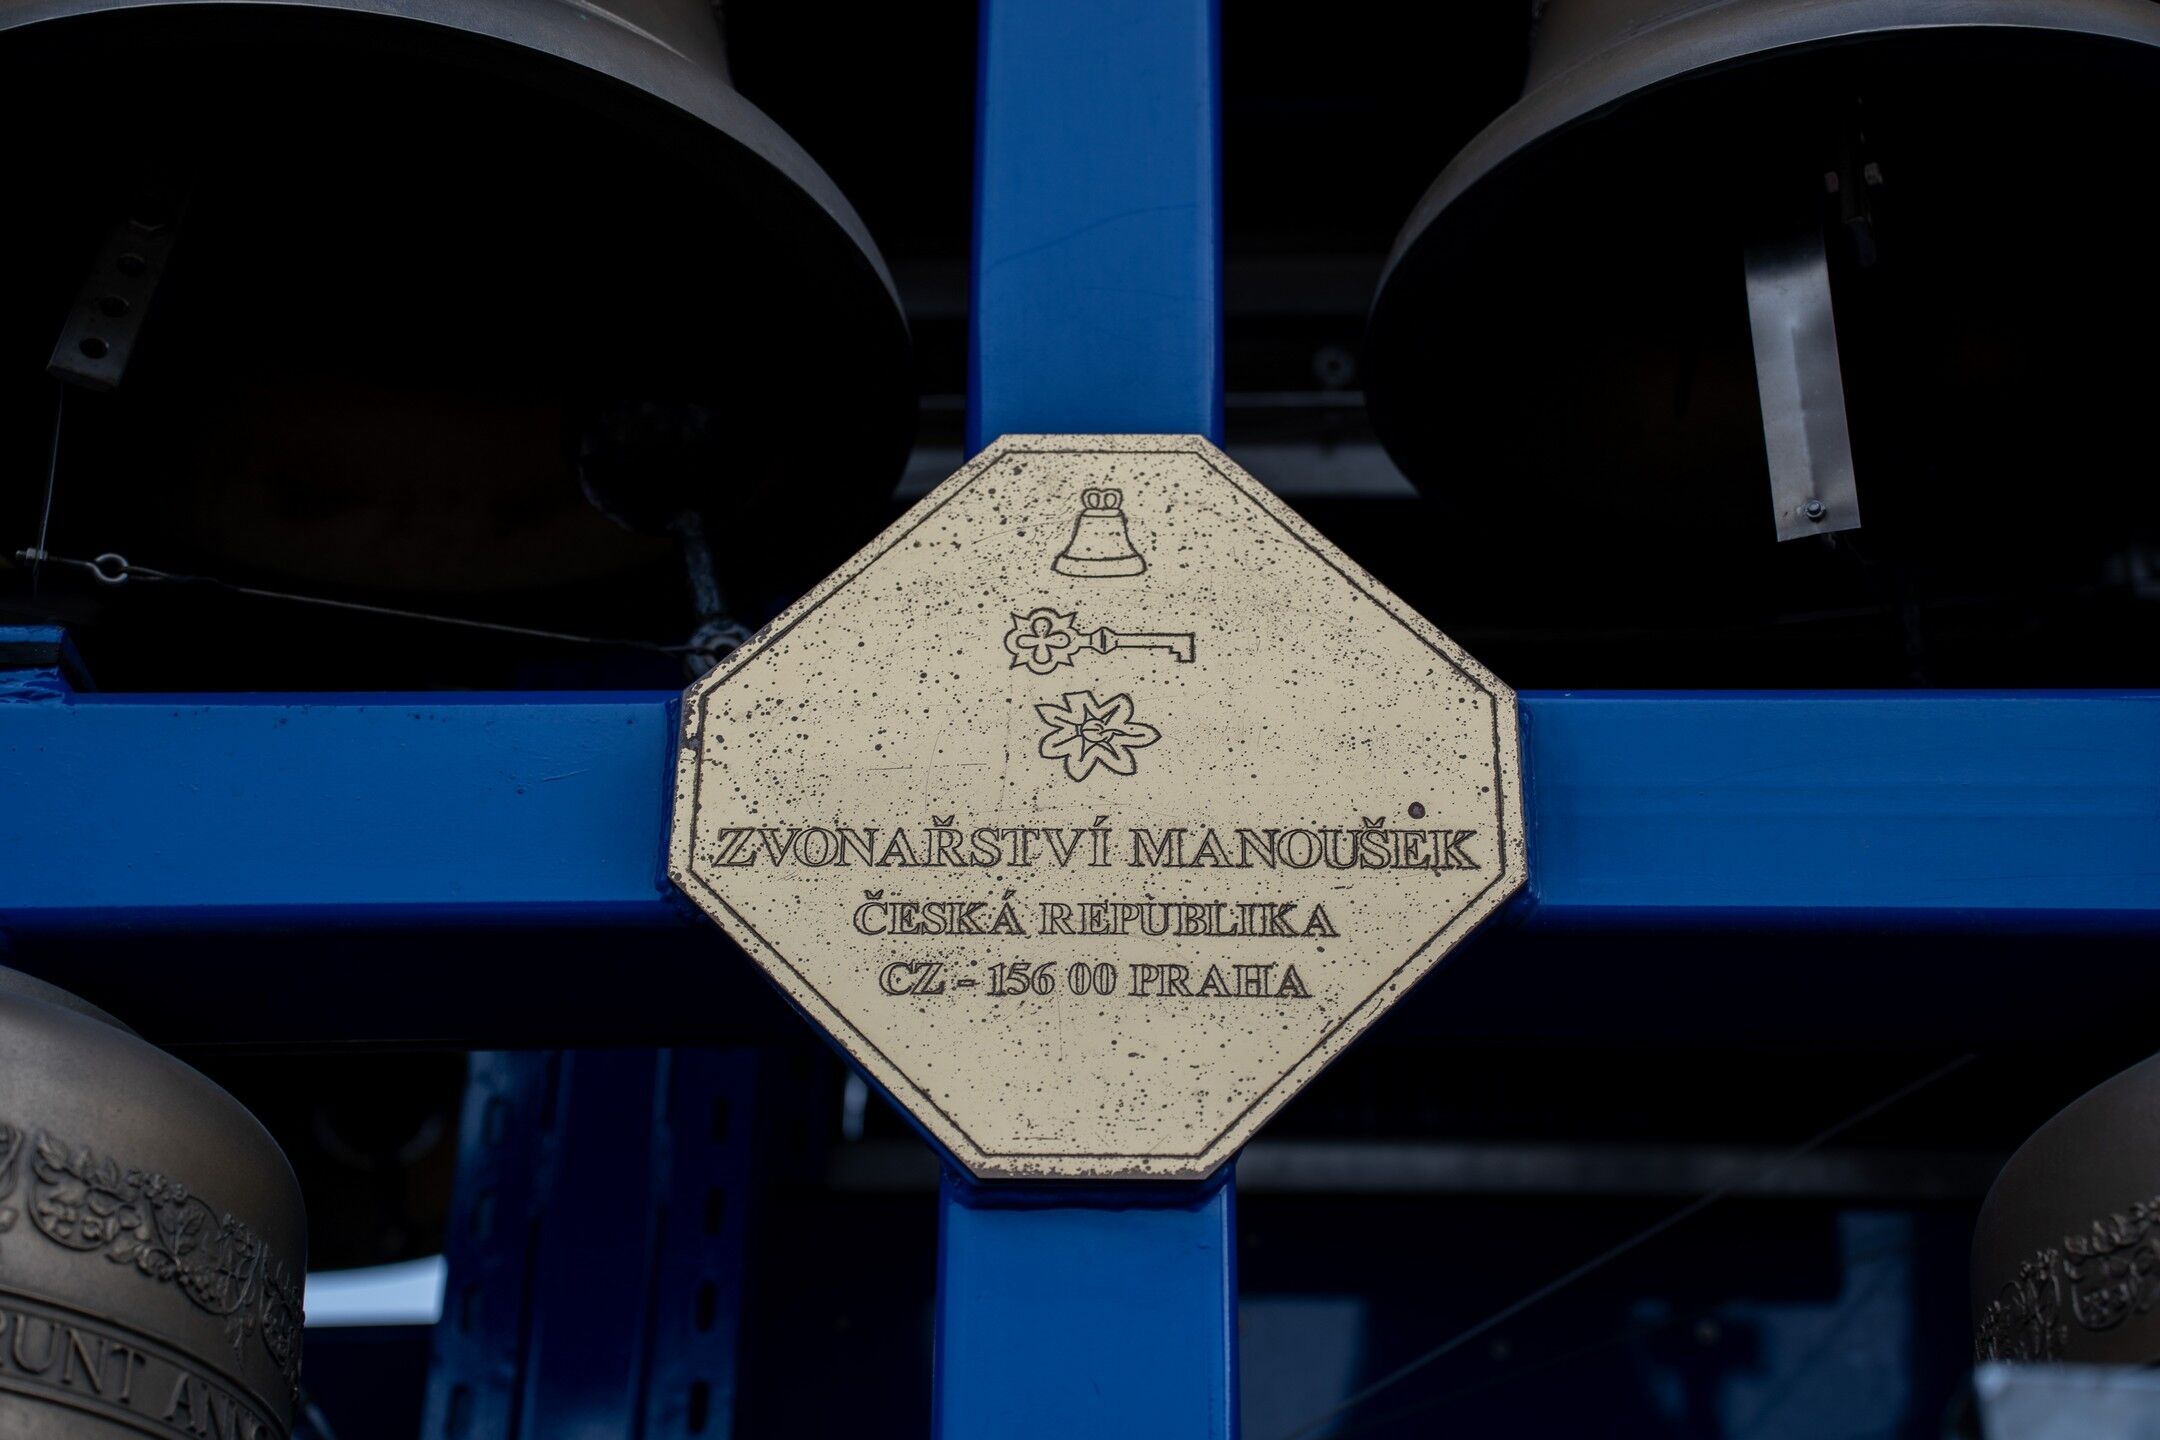 ZVONAŘSTVÍ MANOUŠEK
ČESKÁ REPUBLIKA
CZ - 156 00 PRAHA